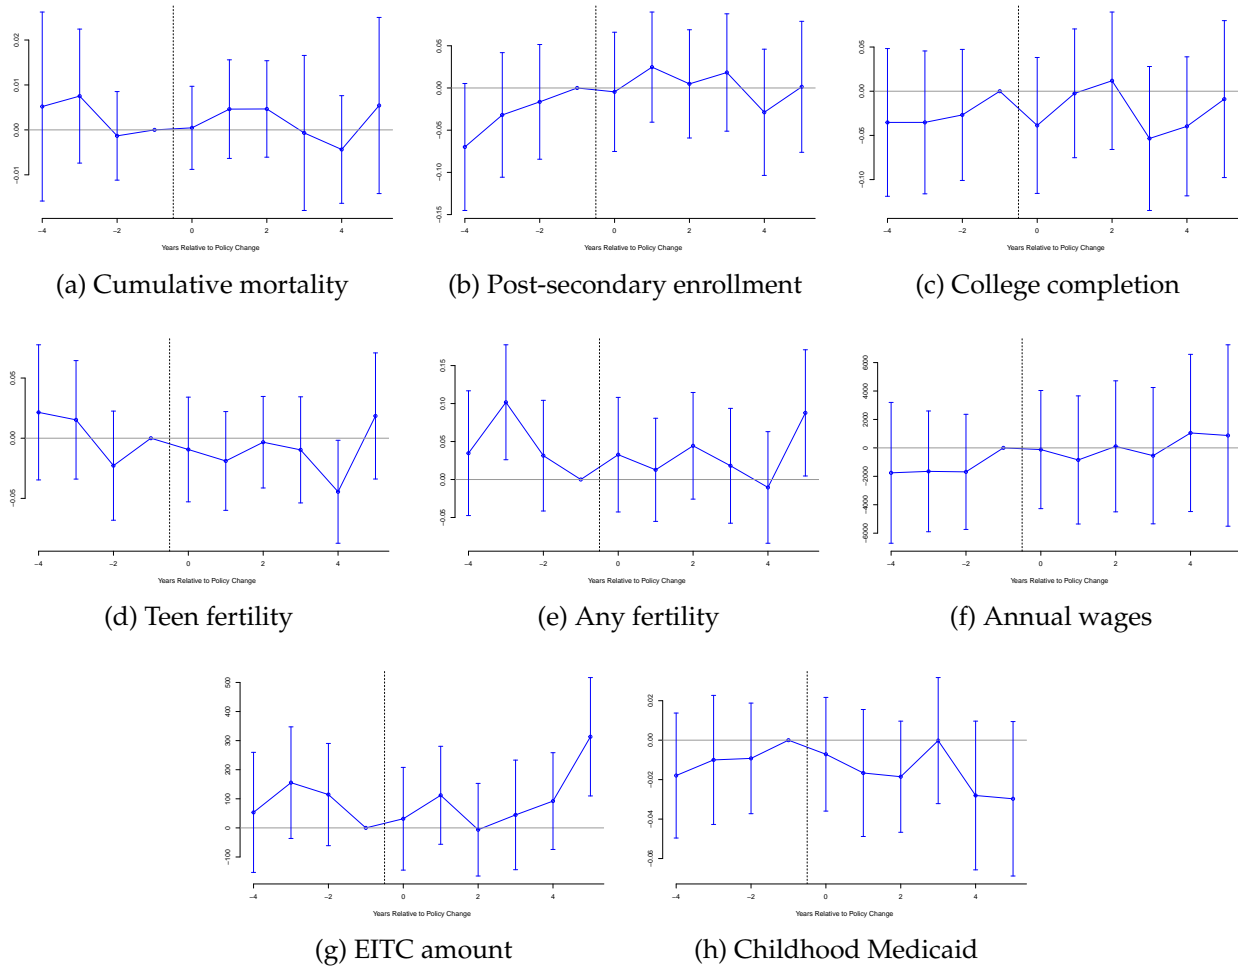 0.02
0.01
0.00
−0.01
−4 −2 0 2 4
Years Relative to Policy Change
(a) Cumulative mortality
0.05
0.00
−0.05
−0.10
−0.15
−4 −2 0 2 4
Years Relative to Policy Change
(b) Post-secondary enrollment
0.05
0.00
−0.05
−0.10
−4 −2 0 2 4
Years Relative to Policy Change
(c) College completion
0.05
0.00
−0.05
−4 −2 0 2 4
Years Relative to Policy Change
(d) Teen fertility
0.15
0.10
0.05
0.00
−0.05
−4 −2 0 2 4
Years Relative to Policy Change
(e) Any fertility
6000
4000
2000
0
−2000
−4000
−6000
−4 −2 0 2 4
Years Relative to Policy Change
(f) Annual wages
500
400
300
200
100
0
−100
−4 −2 0 2 4
Years Relative to Policy Change
(g) EITC amount
0.02
0.00
−0.02
−0.04
−0.06
−4 −2 0 2 4
Years Relative to Policy Change
(h) Childhood Medicaid